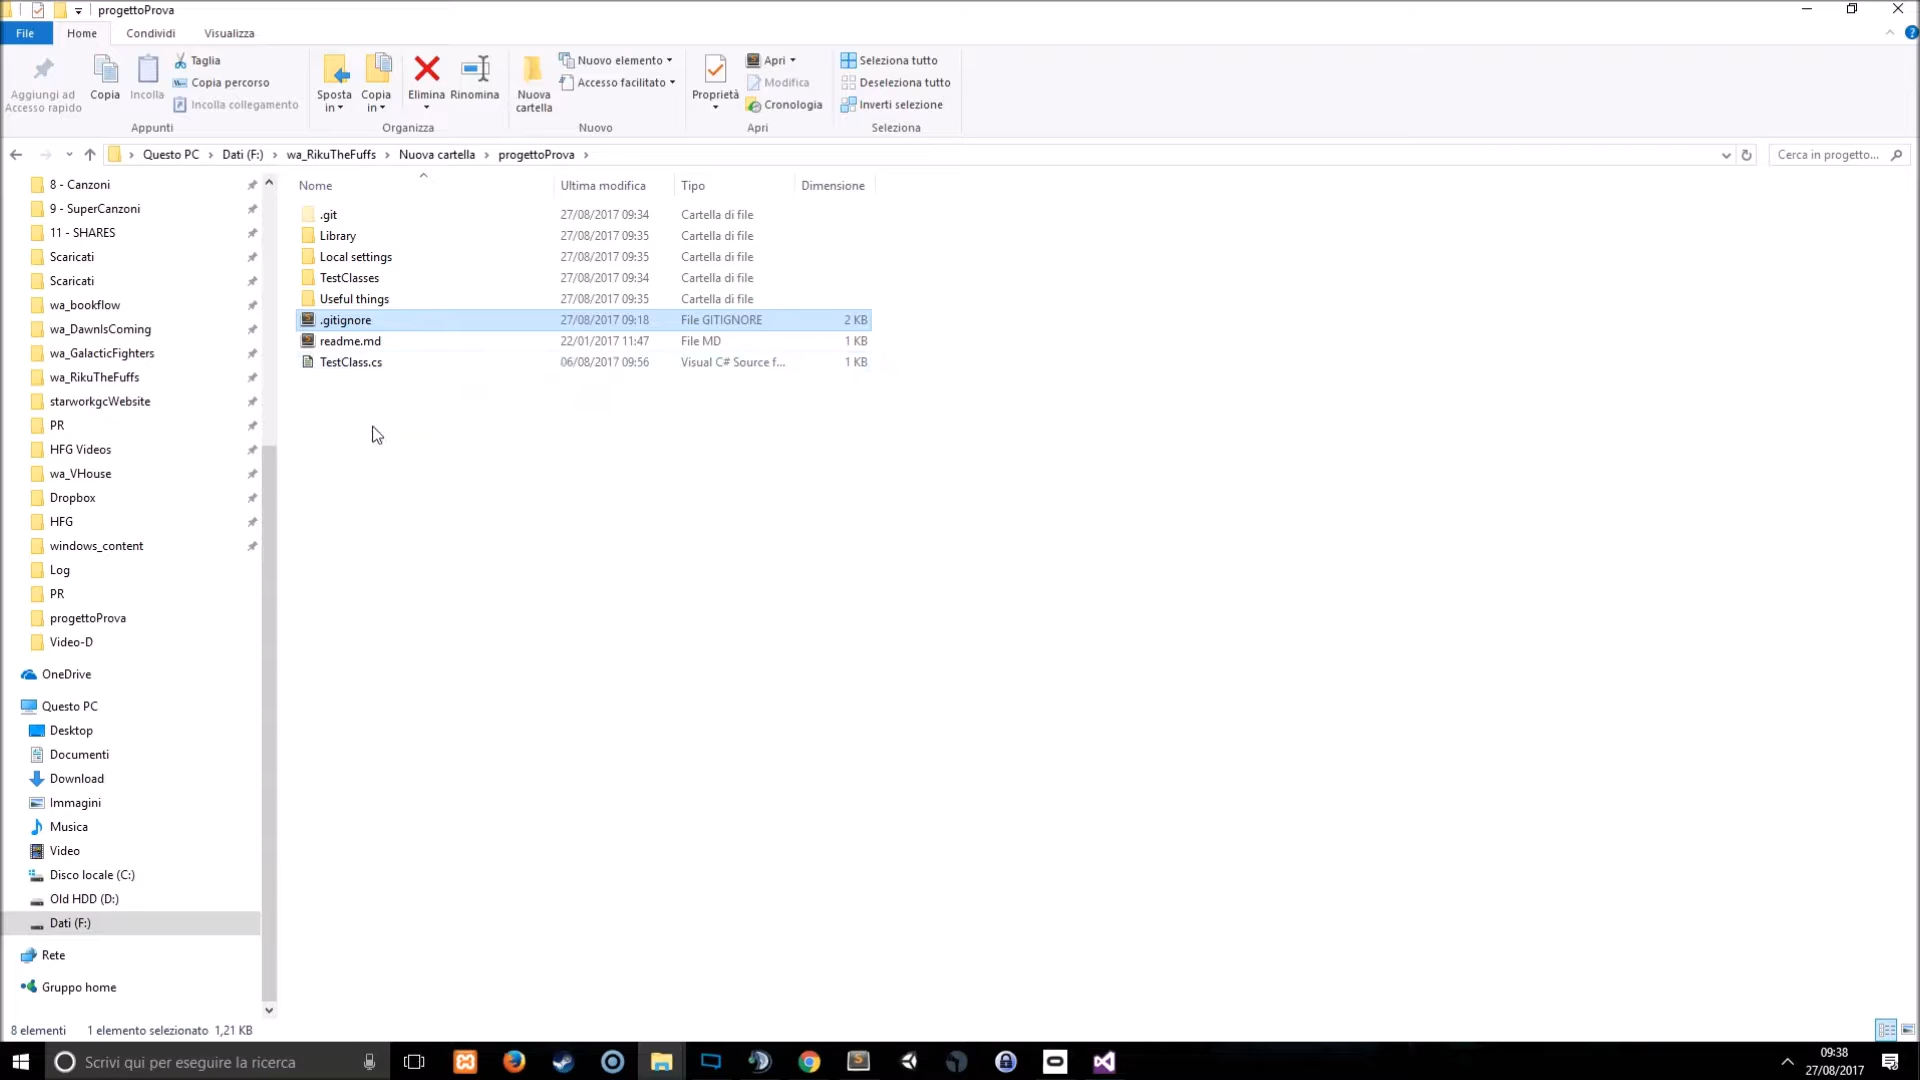 progettoProva
File Home Condividi Visualizza
Aggiungi ad Accesso rapido
Copia
Incolla
Taglia
Copia percorso
Incolla collegamento
Appunti
Sposta in
Copia in
Elimina
Rinomina
Organizza
Nuova cartella
Nuovo elemento
Accesso facilitato
Nuovo
Proprietà
Apri
Modifica
Cronologia
Apri
Seleziona tutto
Deseleziona tutto
Inverti selezione
Seleziona
Questo PC > Dati (F:) > wa_RikuTheFuffs > Nuova cartella > progettoProva >
Cerca in progetto...
8 - Canzoni
9 - SuperCanzoni
11 - SHARES
Scaricati
Scaricati
wa_bookflow
wa_DawnIsComing
wa_GalacticFighters
wa_RikuTheFuffs
starworkgcWebsite
PR
HFG Videos
wa_VHouse
Dropbox
HFG
windows_content
Log
PR
progettoProva
Video-D
OneDrive
Questo PC
Desktop
Documenti
Download
Immagini
Musica
Video
Disco locale (C:)
Old HDD (D:)
Dati (F:)
Rete
Gruppo home
Nome Ultima modifica Tipo Dimensione
.git 27/08/2017 09:34 Cartella di file
Library 27/08/2017 09:35 Cartella di file
Local settings 27/08/2017 09:35 Cartella di file
TestClasses 27/08/2017 09:34 Cartella di file
Useful things 27/08/2017 09:35 Cartella di file
.gitignore 27/08/2017 09:18 File GITIGNORE 2 KB
readme.md 22/01/2017 11:47 File MD 1 KB
TestClass.cs 06/08/2017 09:56 Visual C# Source f... 1 KB
8 elementi 1 elemento selezionato 1,21 KB
Scrivi qui per eseguire la ricerca
09:38
27/08/2017